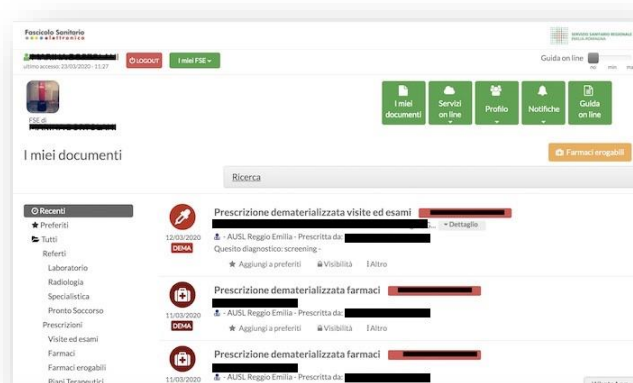 Fascicolo Sanitario
elettronico
SERVIZIO SANITARIO REGIONALE
EMILIA-ROMAGNA
ultimo accesso: 23/03/2020 - 11:27
LOGOUT
I miei FSE
Guida on line
no min
FSE di
I miei documenti
Servizi on line
Profilo
Notifiche
Guida on line
I miei documenti
Farmaci erogabili
Ricerca
Recenti
Preferiti
Tutti
Referti
Laboratorio
Radiologia
Specialistica
Pronto Soccorso
Prescrizioni
Visite ed esami
Farmaci
Farmaci erogabili
Piani Terapeutici
12/03/2020
DEMA
Prescrizione dematerializzata visite ed esami
Dettaglio
- AUSL Reggio Emilia - Prescritta da:
Quesito diagnostico: screening -
Aggiungi a preferiti Visibilità Altro
11/03/2020
DEMA
Prescrizione dematerializzata farmaci
- AUSL Reggio Emilia - Prescritta da:
Aggiungi a preferiti Visibilità Altro
11/03/2020
Prescrizione dematerializzata farmaci
- AUSL Reggio Emilia - Prescritta da: